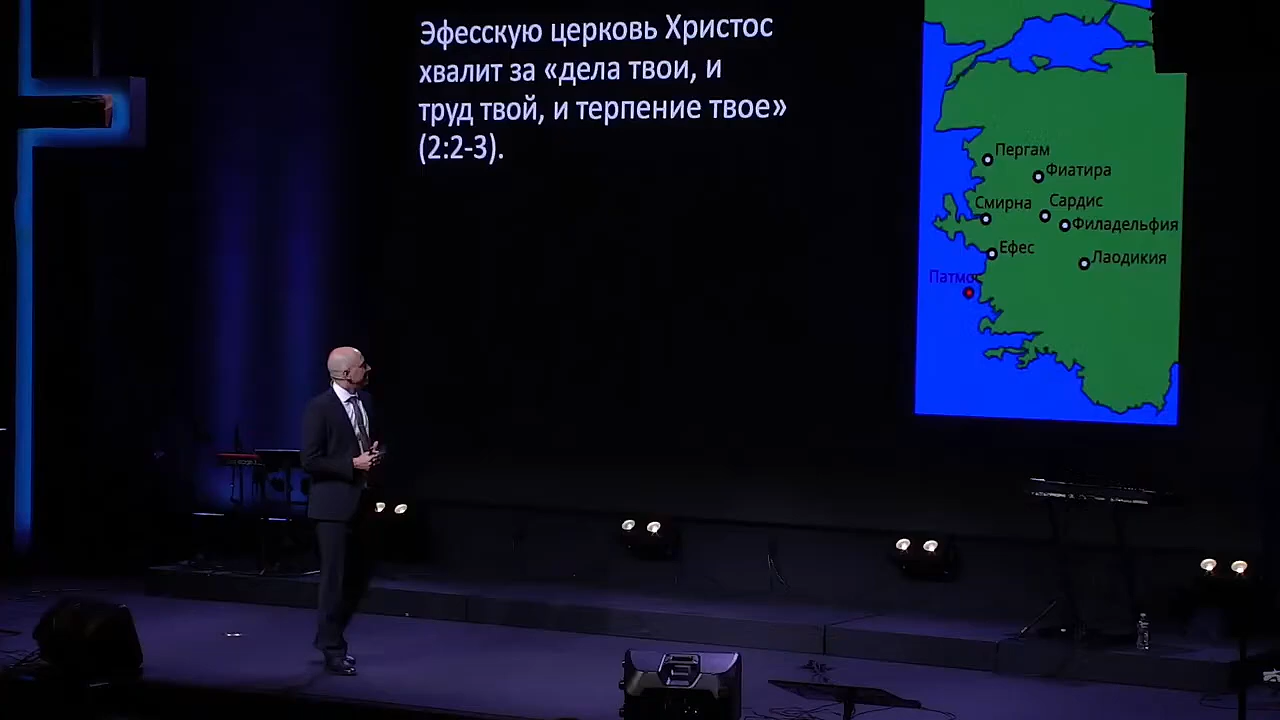 Эфесскую церковь Христос
хвалит за «дела твои, и
труд твой, и терпение твое»
(2:2-3).
Пергам
Фиатира
Смирна
Сардис
Филадельфия
Ефес
Лаодикия
Патмос